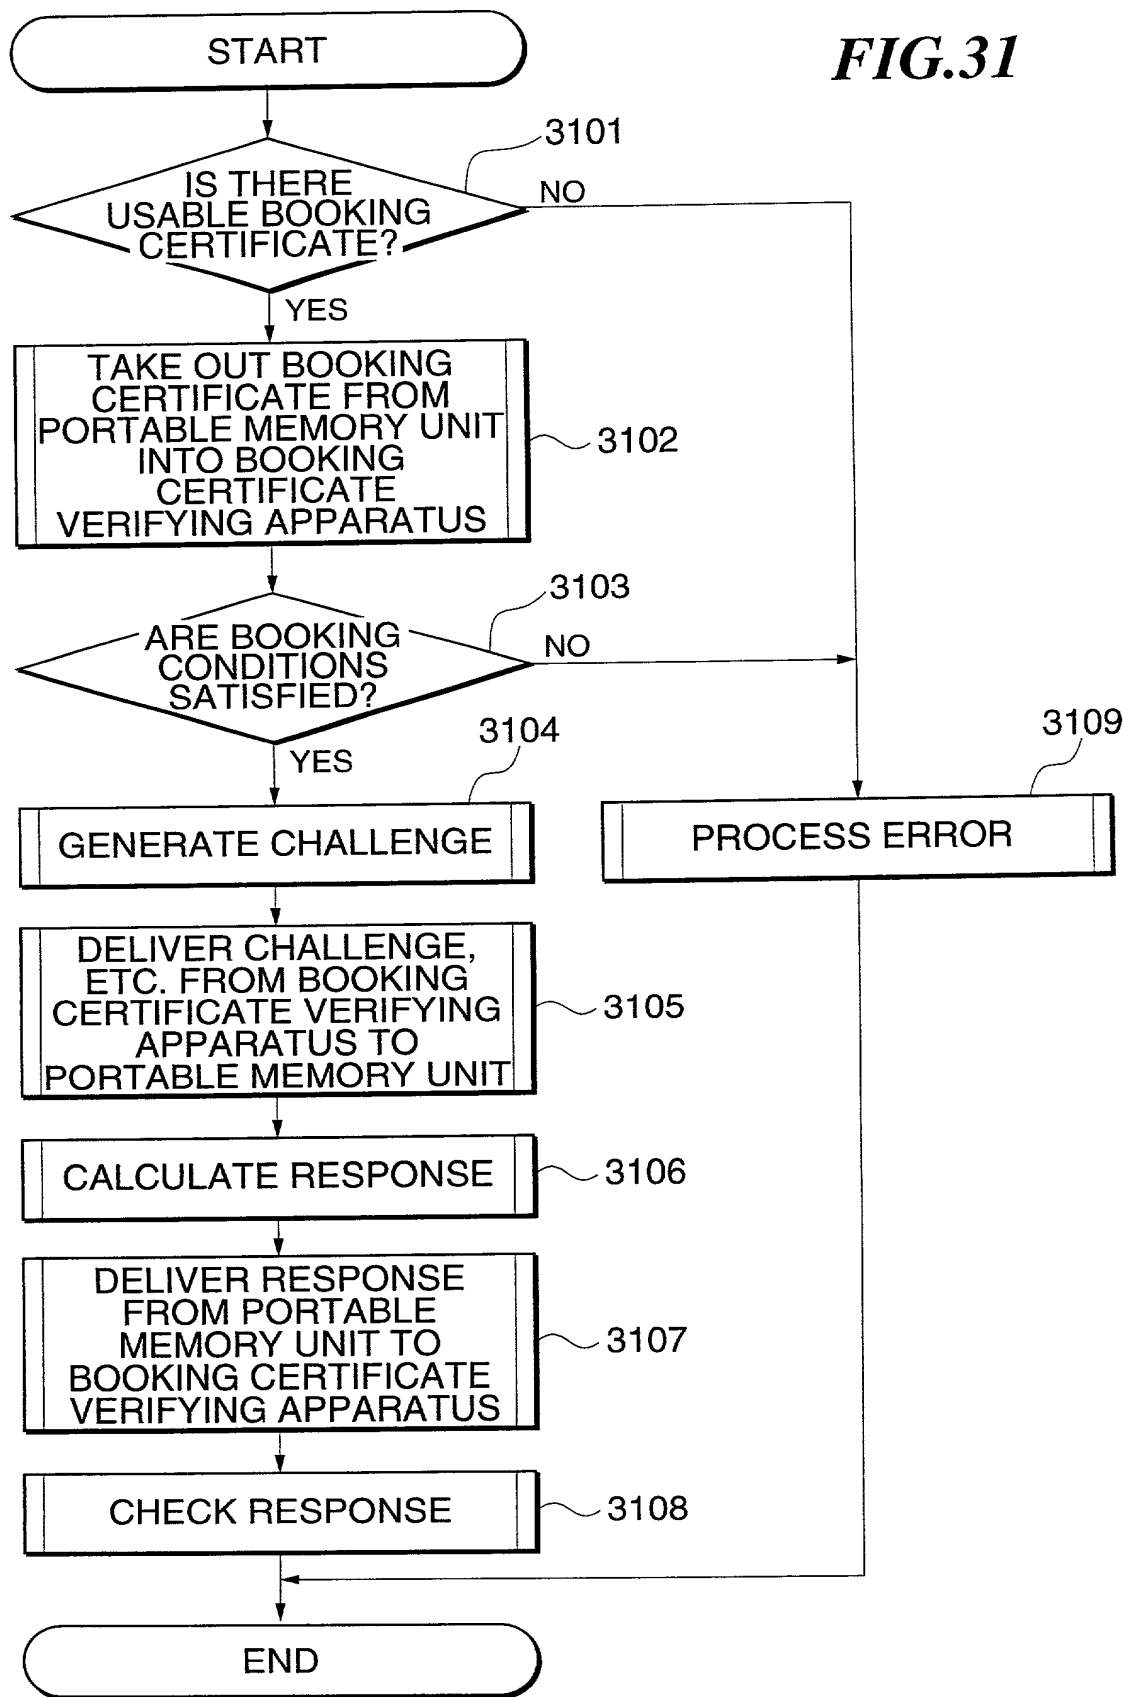 START
FIG.31
3101
IS THERE
USABLE BOOKING
CERTIFICATE?
NO
YES
TAKE OUT BOOKING
CERTIFICATE FROM
PORTABLE MEMORY UNIT
INTO BOOKING
CERTIFICATE
VERIFYING APPARATUS
3102
3103
ARE BOOKING
CONDITIONS
SATISFIED?
NO
YES
3104
3109
GENERATE CHALLENGE
PROCESS ERROR
DELIVER CHALLENGE,
ETC. FROM BOOKING
CERTIFICATE VERIFYING
APPARATUS TO
PORTABLE MEMORY UNIT
3105
CALCULATE RESPONSE
3106
DELIVER RESPONSE
FROM PORTABLE
MEMORY UNIT TO
BOOKING CERTIFICATE
VERIFYING APPARATUS
3107
CHECK RESPONSE
3108
END